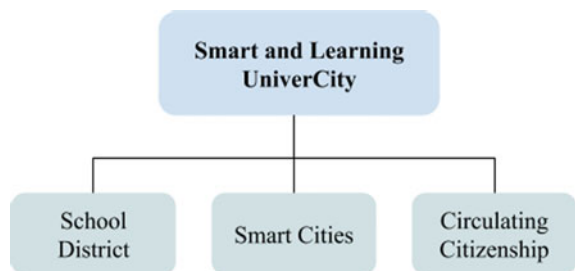 Smart and Learning
UniverCity
School
District
Smart Cities
Circulating
Citizenship